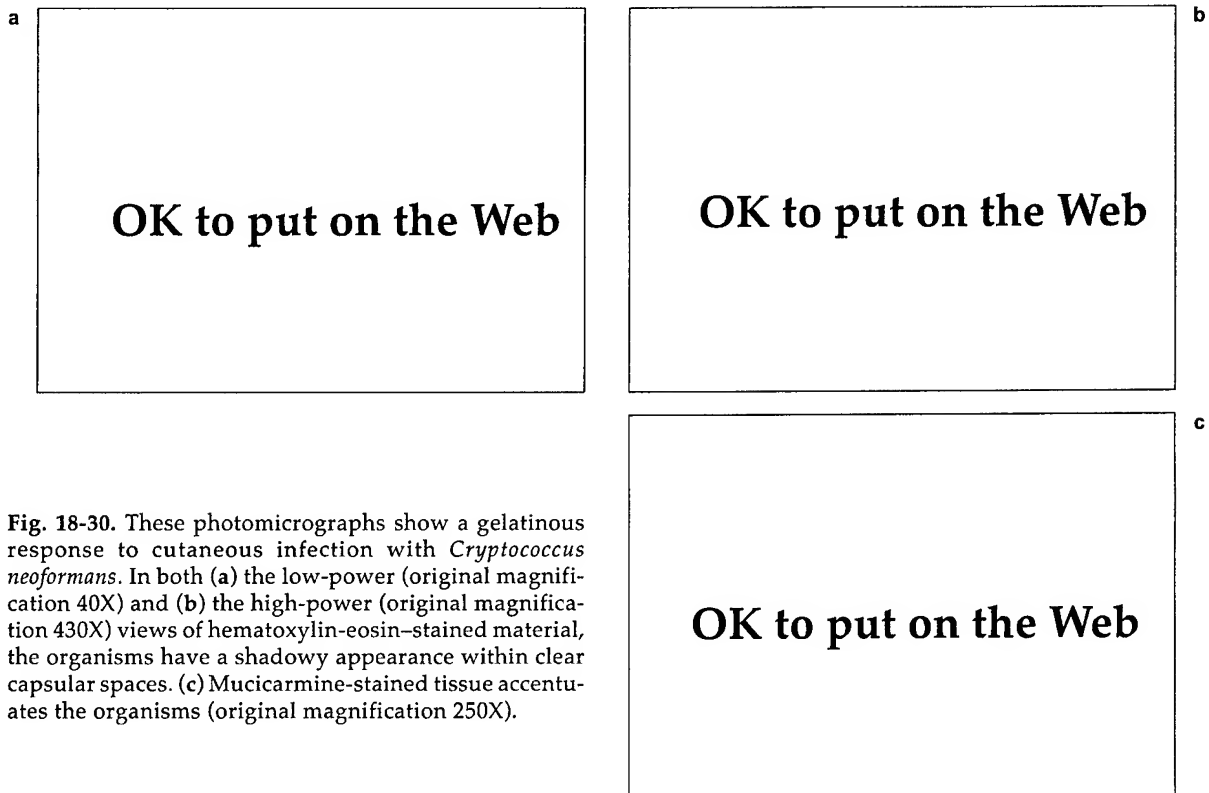 a
OK to put on the Web
b
OK to put on the Web
c
OK to put on the Web
Fig. 18-30. These photomicrographs show a gelatinous
response to cutaneous infection with Cryptococcus
neoformans. In both (a) the low-power (original magnifi-
cation 40X) and (b) the high-power (original magnifica-
tion 430X) views of hematoxylin-eosin–stained material,
the organisms have a shadowy appearance within clear
capsular spaces. (c) Mucicarmine-stained tissue accentu-
ates the organisms (original magnification 250X).